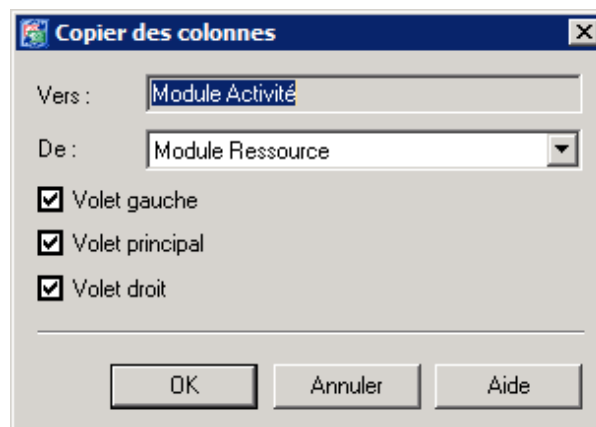 Copier des colonnes
Vers : Module Activité
De : Module Ressource
Volet gauche
Volet principal
Volet droit
OK Annuler Aide